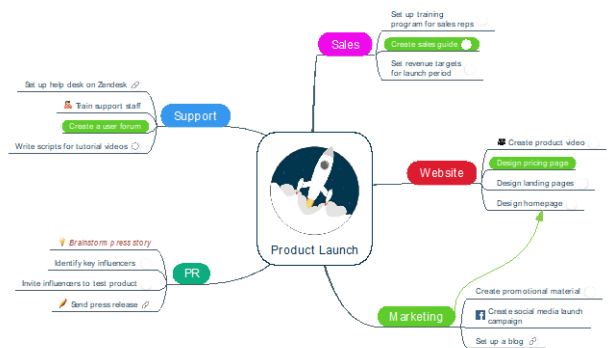 Product Launch
Sales
Set up training
program for sales reps
Create sales guide
Set revenue targets
for launch period
Website
Create product video
Design pricing page
Design landing pages
Design homepage
Marketing
Create promotional material
Create social media launch
campaign
Set up a blog
Support
Set up help desk on Zendesk
Train support staff
Create a user forum
Write scripts for tutorial videos
PR
Brainstorm press story
Identify key influencers
Invite influencers to test product
Send press release